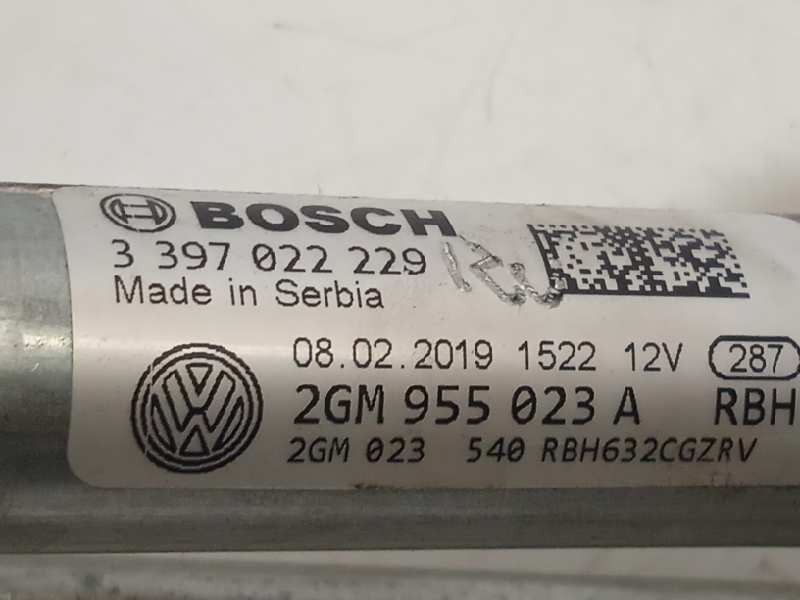 BOSCH
3 397 022 229
Made in Serbia
08.02.2019 1522 12V 287
2GM 955 023 A RBH
2GM 023 540 RBH632CGZRV